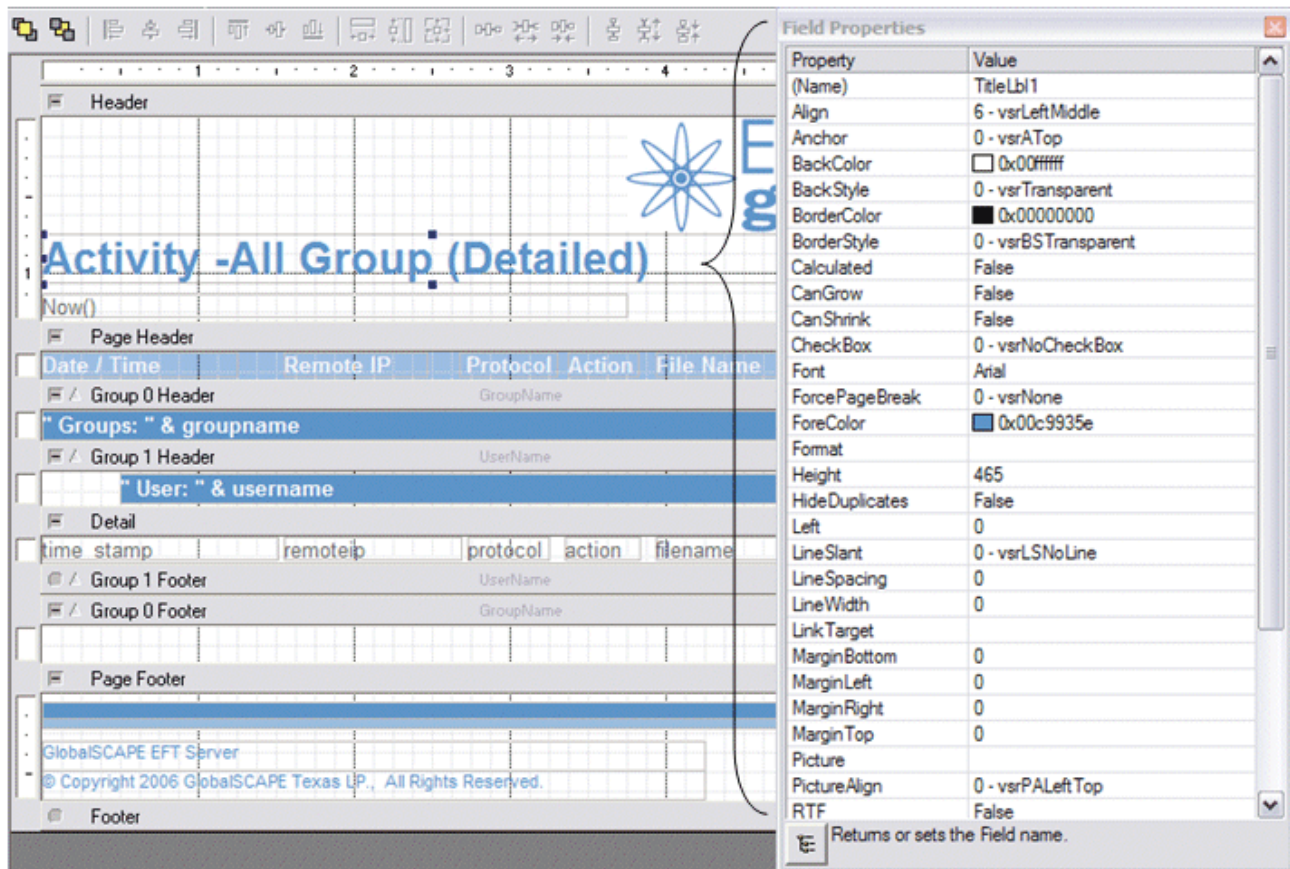 1 2 3 4
Header
E
g
1
Activity -All Group (Detailed)
Now()
Page Header
Date / Time Remote IP Protocol Action File Name
Group 0 Header GroupName
" Groups: " & groupname
Group 1 Header UserName
" User: " & username
Detail
time_stamp remoteip protocol action filename
Group 1 Footer UserName
Group 0 Footer GroupName
Page Footer
GlobalSCAPE EFT Server
© Copyright 2006 GlobalSCAPE Texas LP., All Rights Reserved.
Footer
Field Properties
Property Value
(Name) TitleLbl1
Align 6 - vsrLeftMiddle
Anchor 0 - vsrATop
BackColor 0x00ffffff
BackStyle 0 - vsrTransparent
BorderColor 0x00000000
BorderStyle 0 - vsrBSTransparent
Calculated False
CanGrow False
CanShrink False
CheckBox 0 - vsrNoCheckBox
Font Arial
ForcePageBreak 0 - vsrNone
ForeColor 0x00c9935e
Format
Height 465
HideDuplicates False
Left 0
LineSlant 0 - vsrLSNoLine
LineSpacing 0
LineWidth 0
LinkTarget
MarginBottom 0
MarginLeft 0
MarginRight 0
MarginTop 0
Picture
PictureAlign 0 - vsrPALeftTop
RTF False
Returns or sets the Field name.